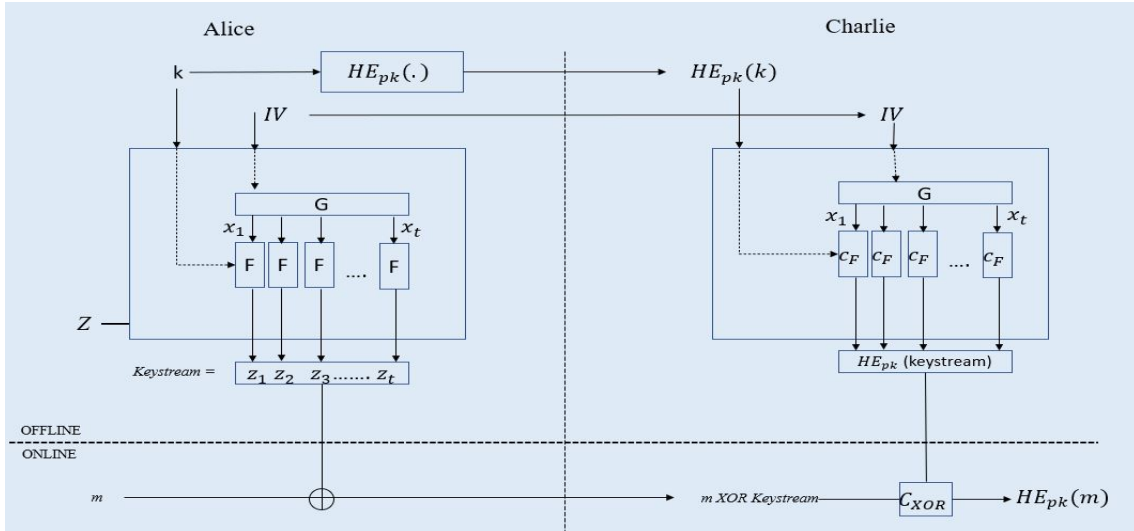 Alice Charlie
k HE_pk(.) HE_pk(k)
IV IV
G G
x_1 x_t x_1 x_t
F F F .... F c_F c_F c_F .... c_F
Z
Keystream = z_1 z_2 z_3 ....... z_t HE_pk (keystream)
OFFLINE
ONLINE
m m XOR Keystream C_XOR HE_pk(m)